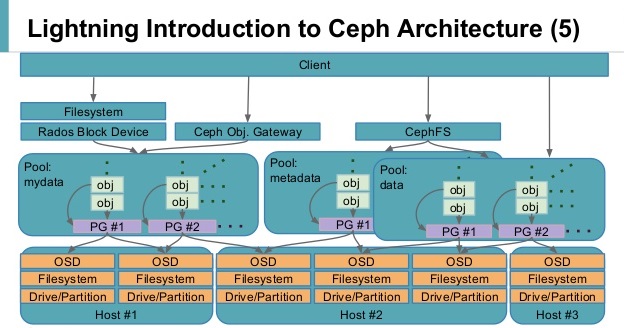 Lightning Introduction to Ceph Architecture (5)
Client
Filesystem
Rados Block Device
Ceph Obj. Gateway
CephFS
Pool:
mydata
obj
obj
PG #1
obj
obj
PG #2
Pool:
metadata
obj
obj
PG #1
Pool:
data
obj
obj
PG #1
obj
obj
PG #2
OSD
Filesystem
Drive/Partition
OSD
Filesystem
Drive/Partition
Host #1
OSD
Filesystem
Drive/Partition
OSD
Filesystem
Drive/Partition
OSD
Filesystem
Drive/Partition
Host #2
OSD
Filesystem
Drive/Partition
Host #3